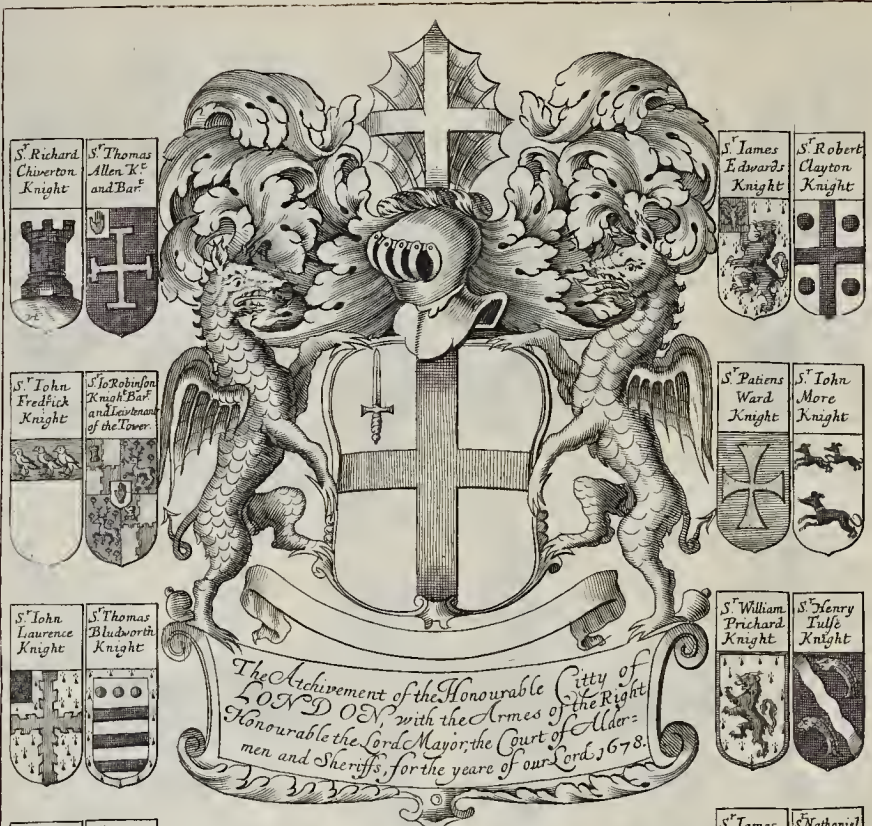 Sr Richard
Chiverton
Knight
Sr Thomas
Allen Kt
and Bart
Sr Iames
Edwards
Knight
Sr Robert
Clayton
Knight
Sr Iohn
Fredrick
Knight
Sr Io Robinson
Knight Bart
and Leivtenant
of the Tower.
Sr Patiens
Ward
Knight
Sr Iohn
More
Knight
Sr Iohn
Laurence
Knight
Sr Thomas
Bludworth
Knight
Sr William
Prichard
Knight
Sr Henry
Tulse
Knight
The Atchivement of the Honourable Citty of
LONDON, with the Armes of the Right
Honourable the Lord Mayor, the Court of Alder=
men and Sheriffs, for the yeare of our Lord, 1678.
Sr Iames
Sr Nathaniel